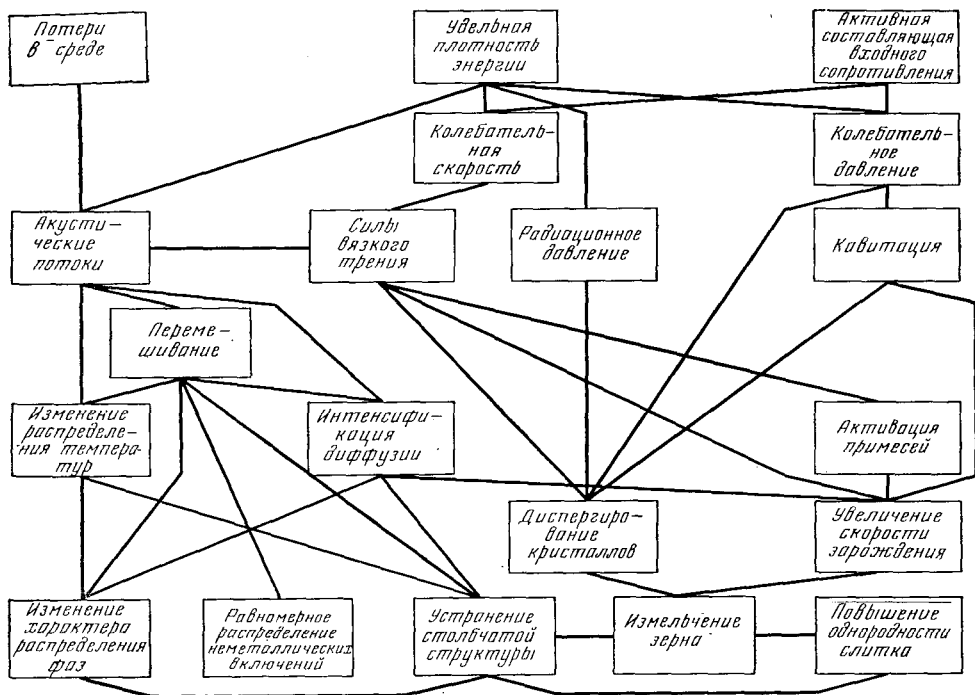 Потери
в среде
Удельная
плотность
энергии
Активная
составляющая
входного
сопротивления
Колебатель-
ная
скорость
Колебатель-
ное
давление
Акусти-
ческие
потоки
Силы
вязкого
трения
Радиационное
давление
Кавитация
Переме-
шивание
Изменение
распределе-
ния темпера-
тур
Интенсифи-
кация
диффузии
Активация
примесей
Диспергиро-
вание
кристаллов
Увеличение
скорости
зарождения
Изменение
характера
распределения
фаз
Равномерное
распределение
неметаллических
включений
Устранение
столбчатой
структуры
Измельчение
зерна
Повышение
однородности
слитка